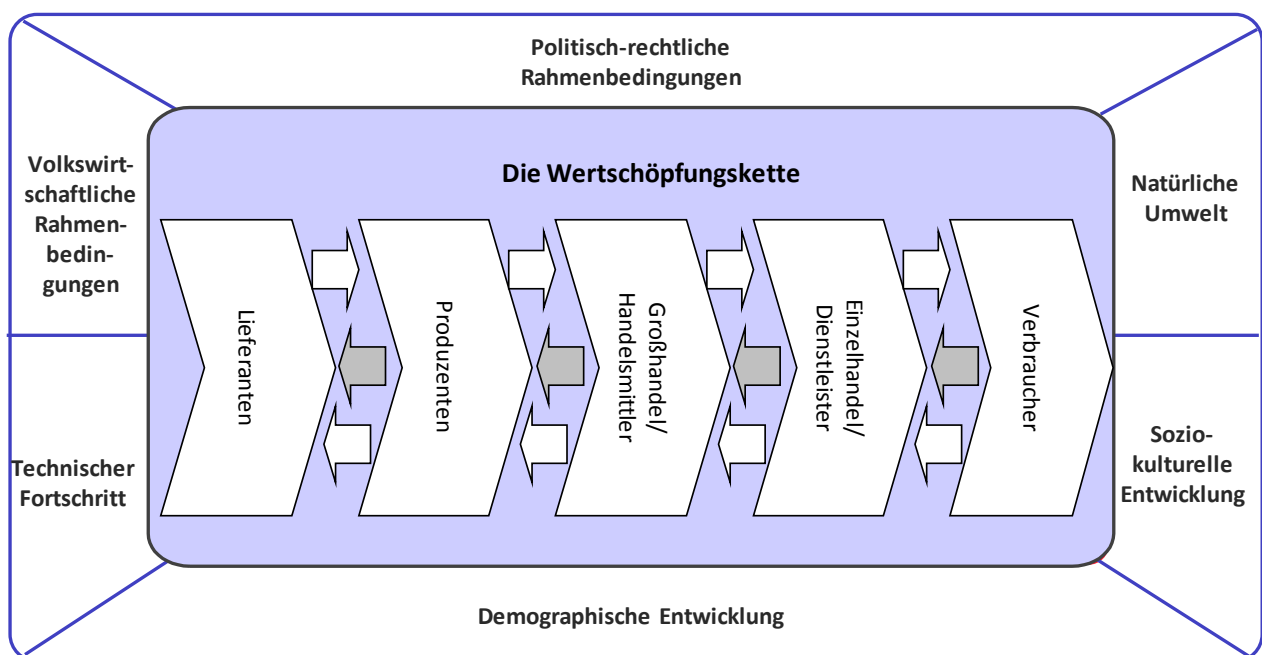 Politisch-rechtliche
Rahmenbedingungen
Volkswirt-
schaftliche
Rahmen-
bedin-
gungen
Die Wertschöpfungskette
Natürliche
Umwelt
Lieferanten
Produzenten
Großhandel/
Handelsmittler
Einzelhandel/
Dienstleister
Verbraucher
Technischer
Fortschritt
Sozio-
kulturelle
Entwicklung
Demographische Entwicklung